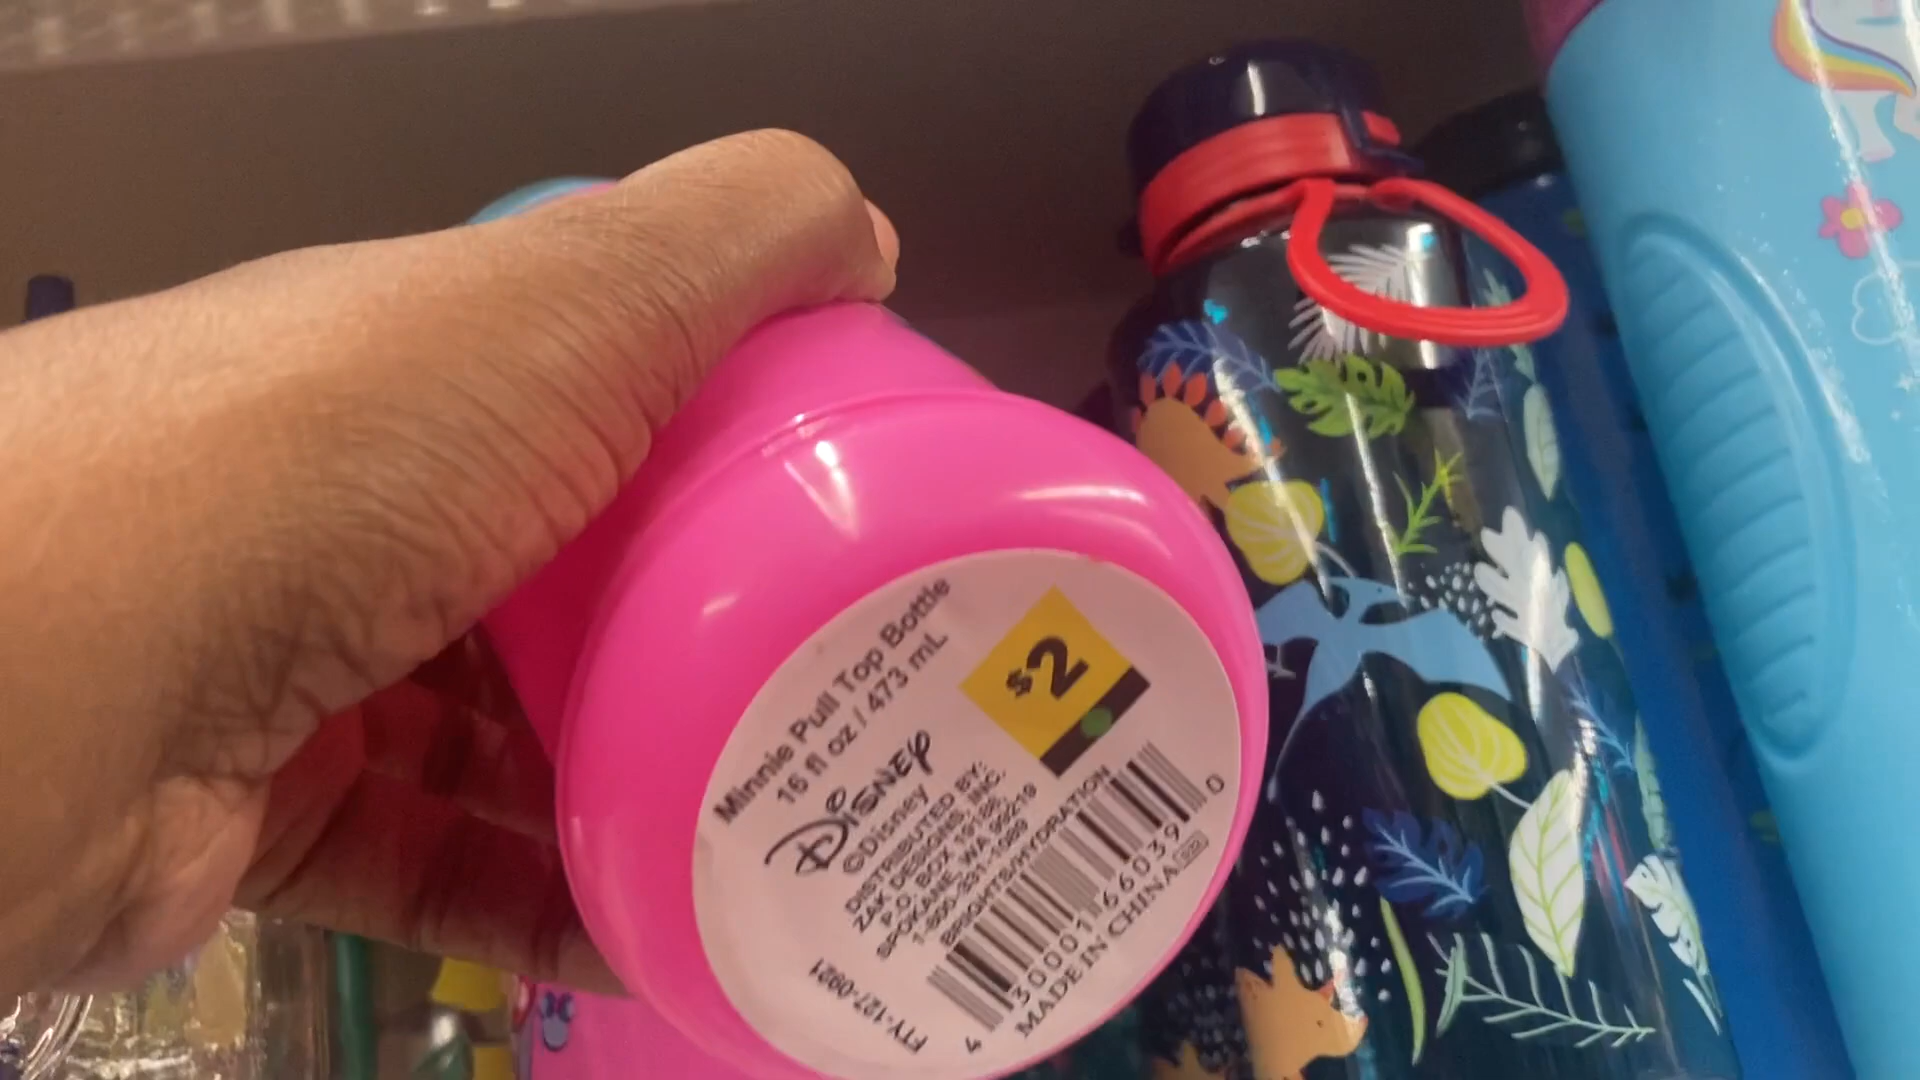 Minnie Pull Top Bottle
16 fl oz / 473 mL
$2
Disney
©Disney
DISTRIBUTED BY:
ZAK DESIGNS, INC.
P.O. BOX 19188,
SPOKANE, WA 99219
1-800-331-1089
BRIGHTS/HYDRATION
4 30001 66039 0
MADE IN CHINA
FTY-127-0921